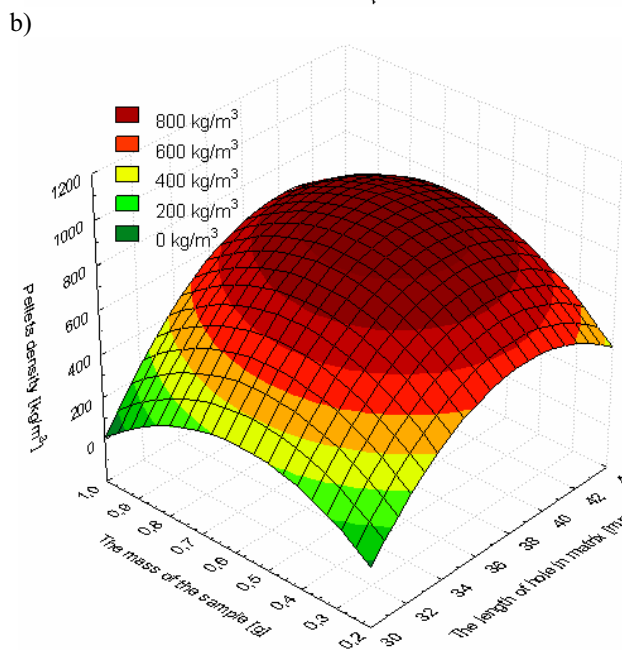 b)
800 kg/m³
600 kg/m³
400 kg/m³
200 kg/m³
0 kg/m³
1200
1000
800
600
400
200
0
Pellets density [kg/m³]
1,0
0,9
0,8
0,7
0,6
0,5
0,4
0,3
0,2
The mass of the sample [g]
30
32
34
36
38
40
42
The length of hole in matrix